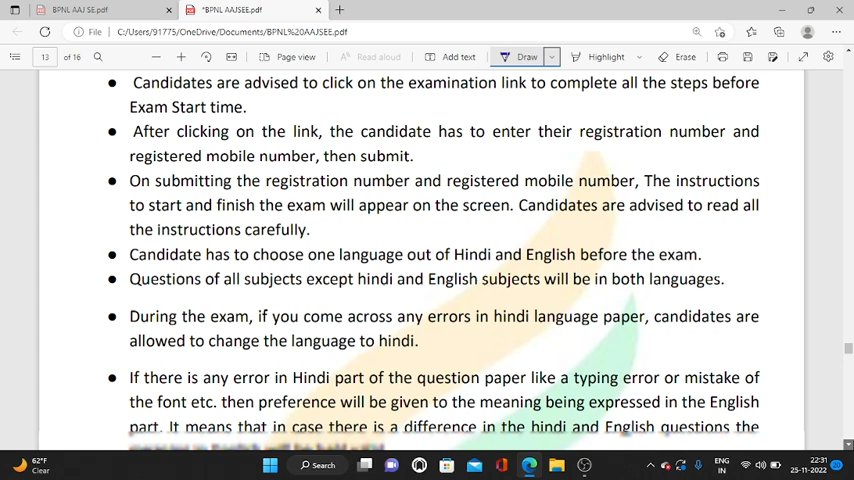 BPNL AAJ SE.pdf
*BPNL AAJSEE.pdf
File
C:/Users/91775/OneDrive/Documents/BPNL%20AAJSEE.pdf
13 of 16
Page view
Read aloud
Add text
Draw
Highlight
Erase
● Candidates are advised to click on the examination link to complete all the steps before
Exam Start time.
● After clicking on the link, the candidate has to enter their registration number and
registered mobile number, then submit.
● On submitting the registration number and registered mobile number, The instructions
to start and finish the exam will appear on the screen. Candidates are advised to read all
the instructions carefully.
● Candidate has to choose one language out of Hindi and English before the exam.
● Questions of all subjects except hindi and English subjects will be in both languages.
● During the exam, if you come across any errors in hindi language paper, candidates are
allowed to change the language to hindi.
● If there is any error in Hindi part of the question paper like a typing error or mistake of
the font etc. then preference will be given to the meaning being expressed in the English
part. It means that in case there is a difference in the hindi and English questions the
62°F
Clear
Search
ENG
IN
22:31
25-11-2022